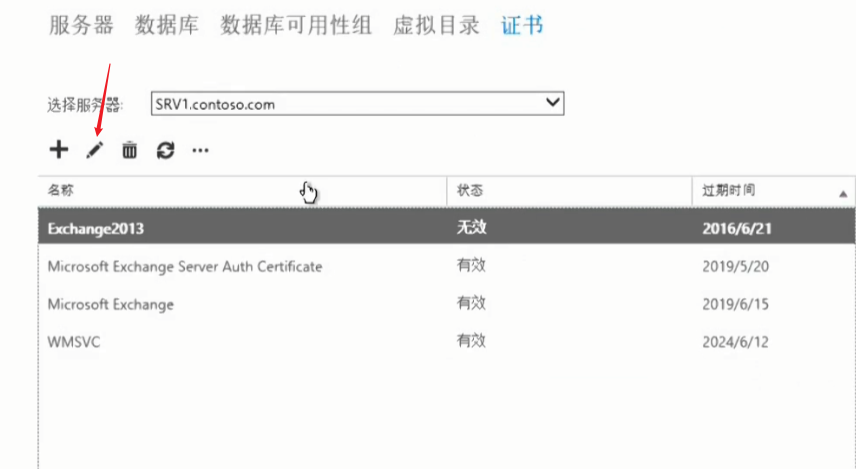 服务器 数据库 数据库可用性组 虚拟目录 证书
选择服务器: SRV1.contoso.com
名称 状态 过期时间
Exchange2013 无效 2016/6/21
Microsoft Exchange Server Auth Certificate 有效 2019/5/20
Microsoft Exchange 有效 2019/6/15
WMSVC 有效 2024/6/12